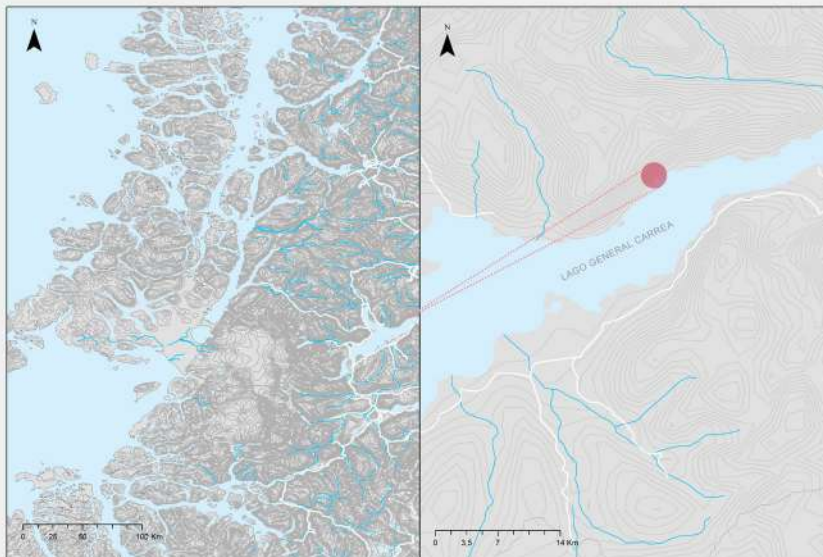 N
0 25 50 100 Km
N
LAGO GENERAL CARREA
0 3.5 7 14 Km